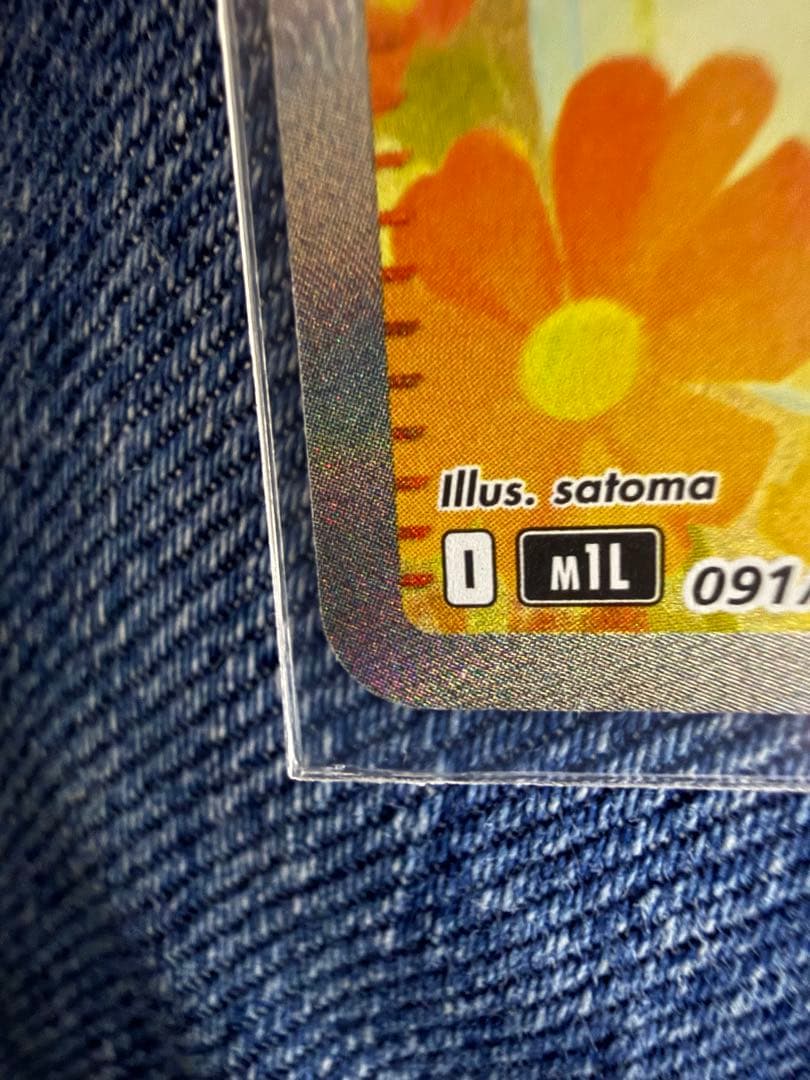 Illus. satoma
I M1L 091/